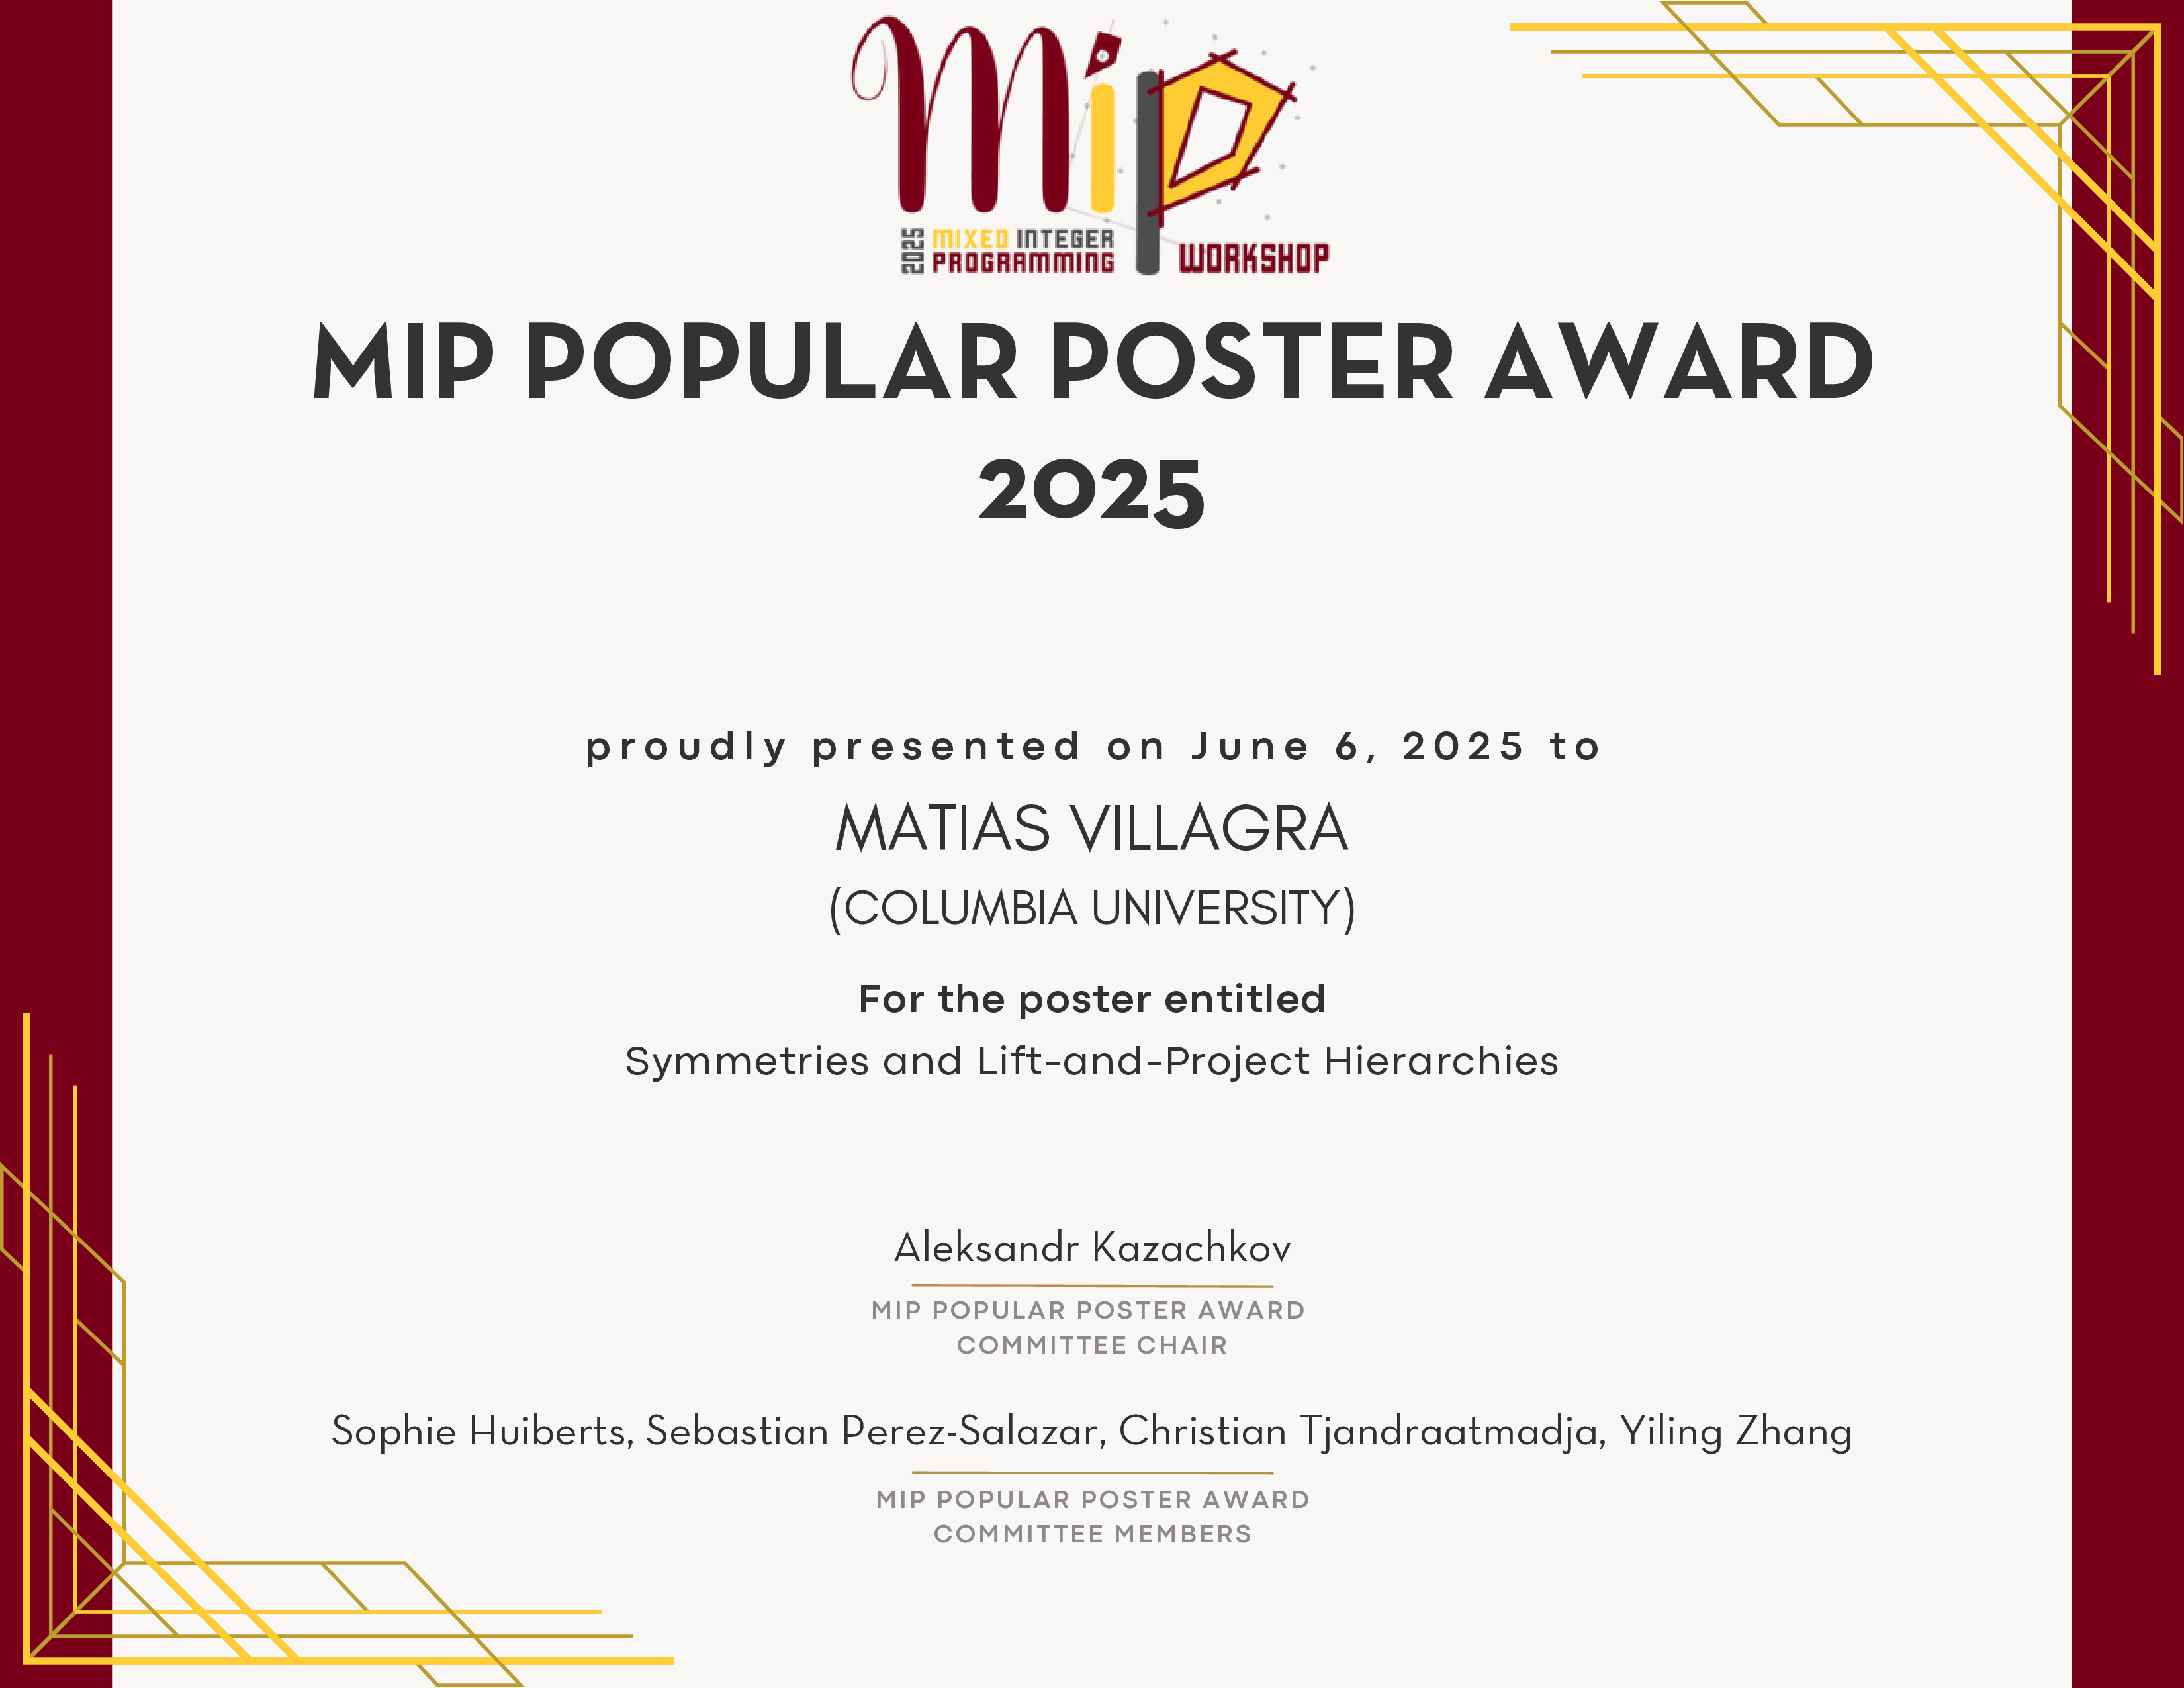 Mip
2025 MIXED INTEGER
PROGRAMMING WORKSHOP
MIP POPULAR POSTER AWARD
2025
proudly presented on June 6, 2025 to
MATIAS VILLAGRA
(COLUMBIA UNIVERSITY)
For the poster entitled
Symmetries and Lift-and-Project Hierarchies
Aleksandr Kazachkov
MIP POPULAR POSTER AWARD
COMMITTEE CHAIR
Sophie Huiberts, Sebastian Perez-Salazar, Christian Tjandraatmadja, Yiling Zhang
MIP POPULAR POSTER AWARD
COMMITTEE MEMBERS